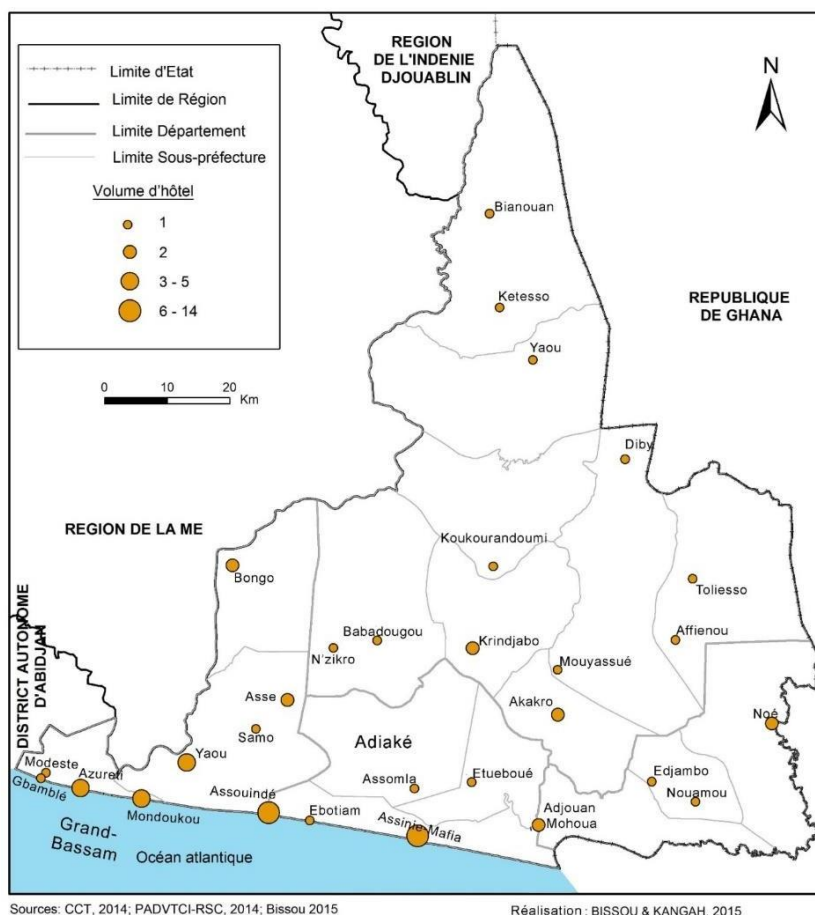 REGION
DE L'INDENIE
DJOUABLIN
N
Limite d'Etat
Limite de Région
Limite Département
Limite Sous-préfecture
Volume d'hôtel
1
2
3 - 5
6 - 14
0 10 20
Km
Bianouan
Ketesso
REPUBLIQUE
DE GHANA
Yaou
Diby
REGION DE LA ME
Koukourandoumi
Bongo
Toliesso
DISTRICT AUTONOME
D'ABIDJAN
Babadougou
N'zikro
Krindjabo
Affienou
Mouyassué
Asse
Akakro
Samo
Adiaké
Noé
Yaou
Modeste
Gbamblé
Azureti
Assomla
Etueboué
Edjambo
Nouamou
Mondoukou
Assouindé
Ebotiam
Assinie-Mafia
Adjouan
Mohoua
Grand-
Bassam
Océan atlantique
Sources: CCT, 2014; PADVTCI-RSC, 2014; Bissou 2015
Réalisation : BISSOU & KANGAH, 2015